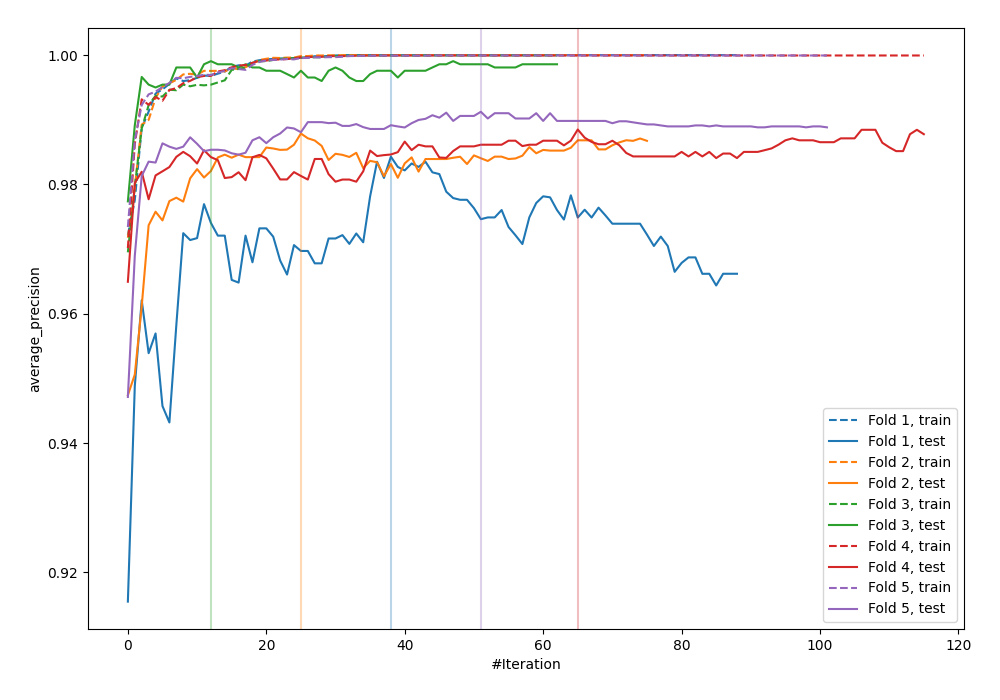 1.00
0.98
0.96
0.94
0.92
average_precision
0 20 40 60 80 100 120
#Iteration
Fold 1, train
Fold 1, test
Fold 2, train
Fold 2, test
Fold 3, train
Fold 3, test
Fold 4, train
Fold 4, test
Fold 5, train
Fold 5, test